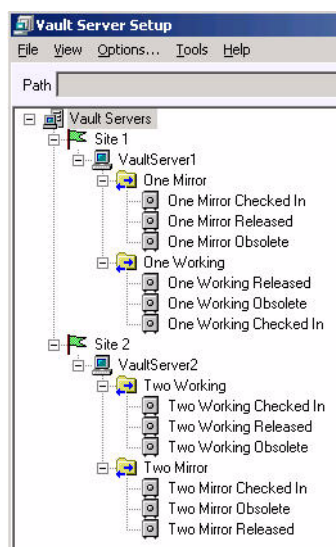 Vault Server Setup
File View Options... Tools Help
Path
Vault Servers
Site 1
VaultServer1
One Mirror
One Mirror Checked In
One Mirror Released
One Mirror Obsolete
One Working
One Working Released
One Working Obsolete
One Working Checked In
Site 2
VaultServer2
Two Working
Two Working Checked In
Two Working Released
Two Working Obsolete
Two Mirror
Two Mirror Checked In
Two Mirror Obsolete
Two Mirror Released